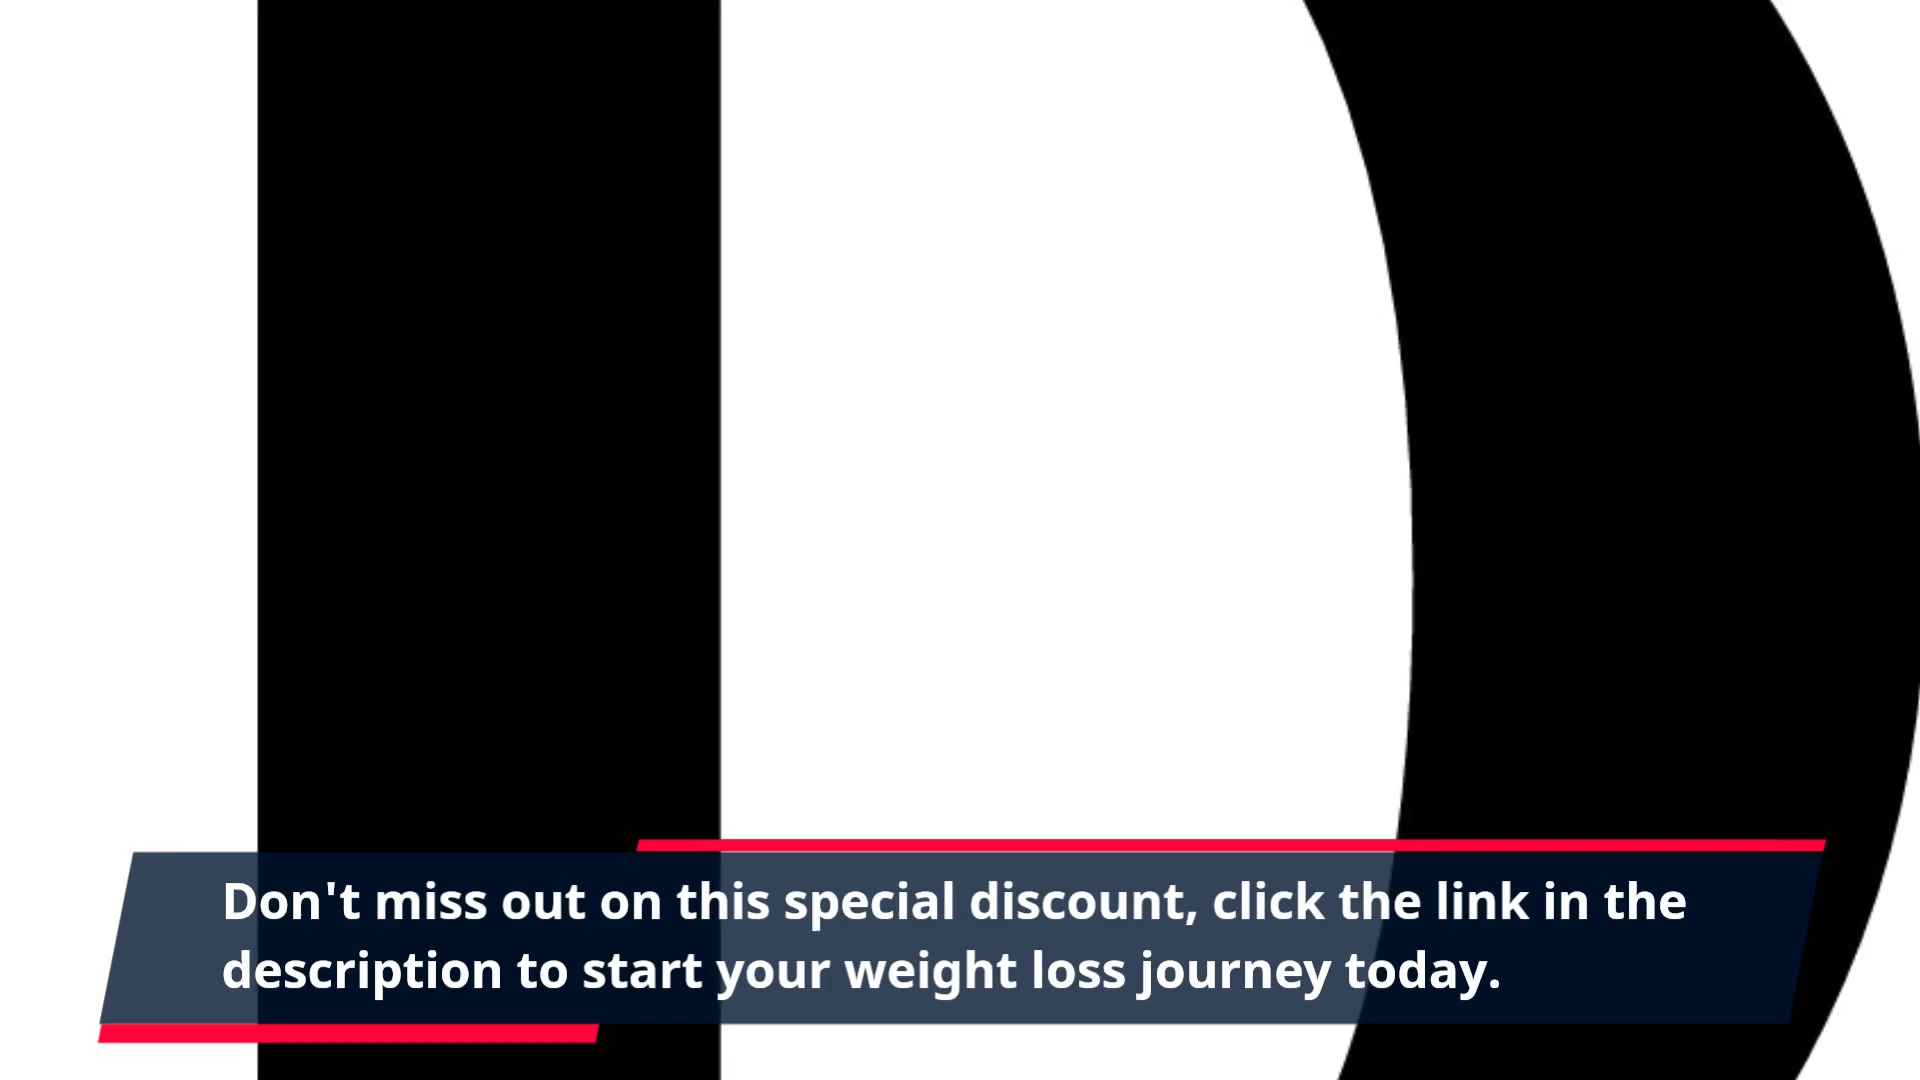 D
Don't miss out on this special discount, click the link in the
description to start your weight loss journey today.